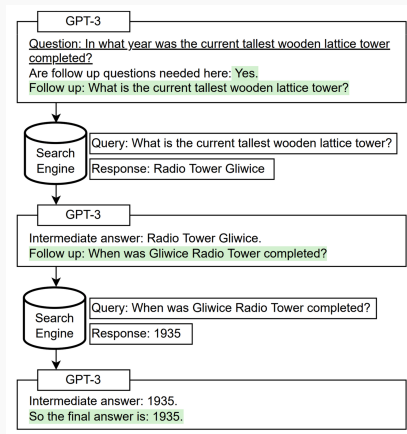 GPT-3
Question: In what year was the current tallest wooden lattice tower
completed?
Are follow up questions needed here: Yes.
Follow up: What is the current tallest wooden lattice tower?
Search
Engine
Query: What is the current tallest wooden lattice tower?
Response: Radio Tower Gliwice
GPT-3
Intermediate answer: Radio Tower Gliwice.
Follow up: When was Gliwice Radio Tower completed?
Search
Engine
Query: When was Gliwice Radio Tower completed?
Response: 1935
GPT-3
Intermediate answer: 1935.
So the final answer is: 1935.